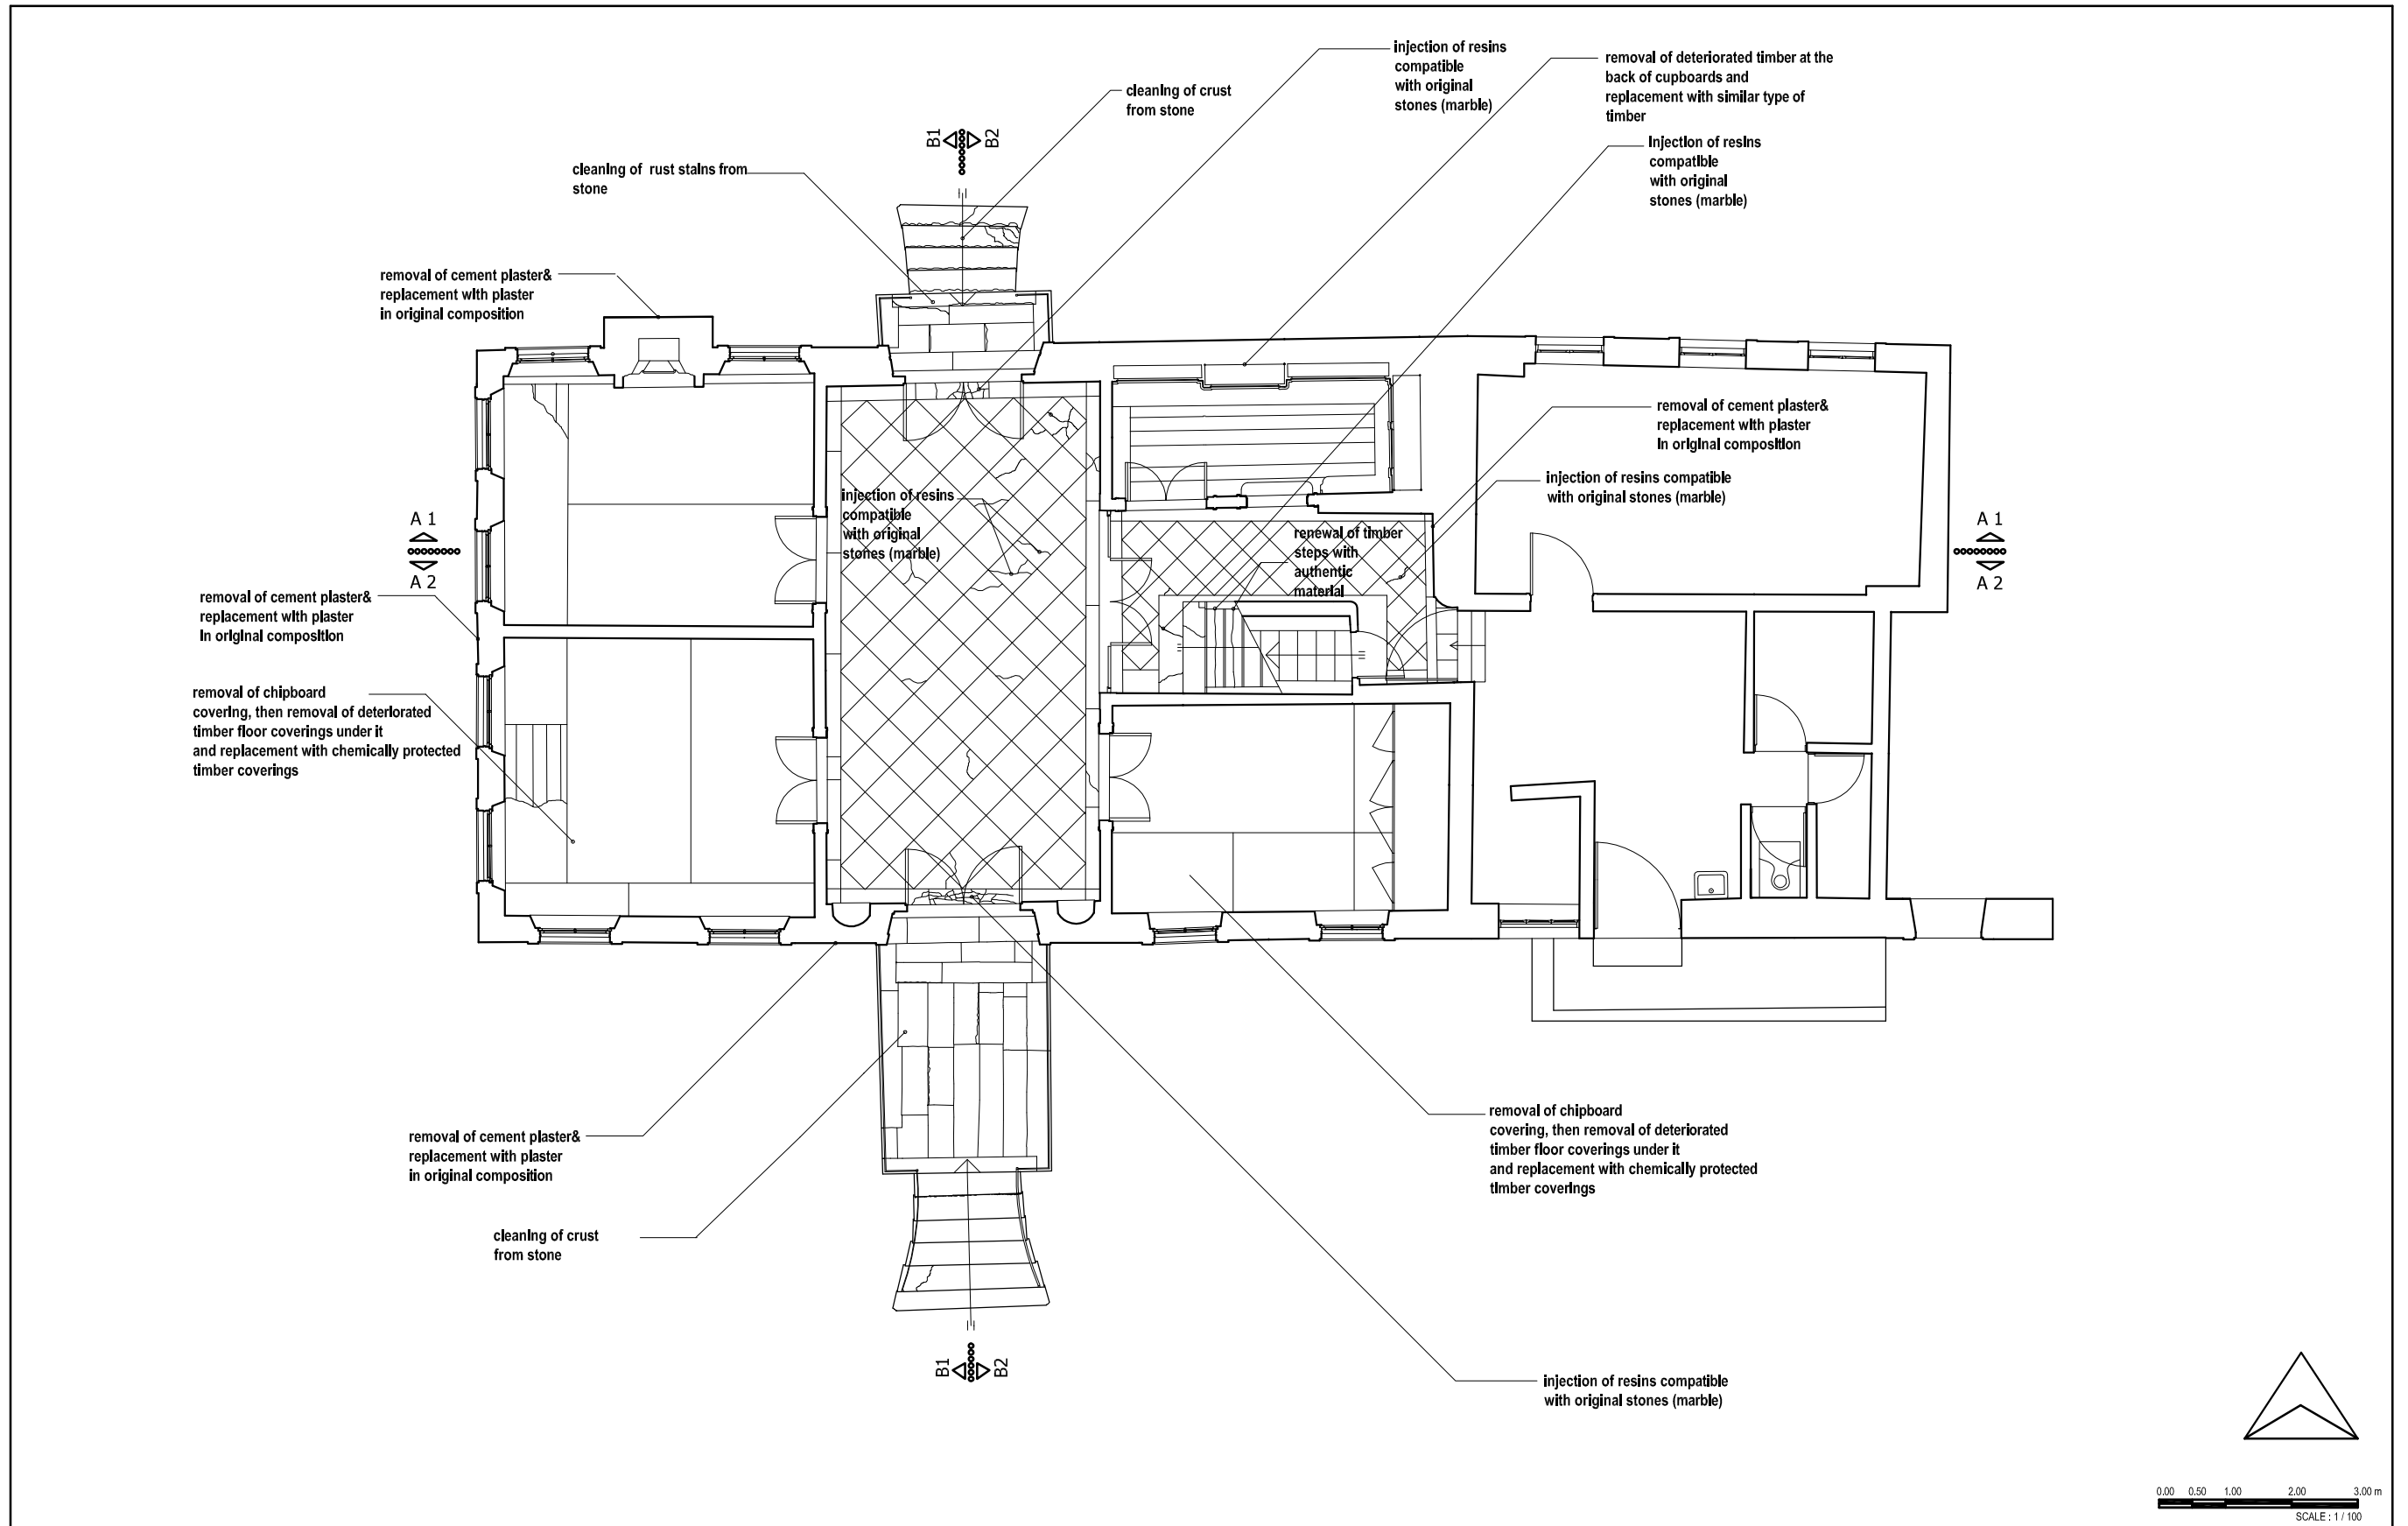 injection of resins
compatible
with original
stones (marble)
removal of deteriorated timber at the
back of cupboards and
replacement with similar type of
timber
cleaning of crust
from stone
B1
B2
injection of resins
compatible
with original
stones (marble)
cleaning of rust stains from
stone
removal of cement plaster&
replacement with plaster
in original composition
removal of cement plaster&
replacement with plaster
in original composition
injection of resins compatible
with original stones (marble)
injection of resins
compatible
with original
stones (marble)
renewal of timber
steps with
authentic
material
A 1
A 2
A 1
A 2
removal of cement plaster&
replacement with plaster
in original composition
removal of chipboard
covering, then removal of deteriorated
timber floor coverings under it
and replacement with chemically protected
timber coverings
removal of chipboard
covering, then removal of deteriorated
timber floor coverings under it
and replacement with chemically protected
timber coverings
removal of cement plaster&
replacement with plaster
in original composition
cleaning of crust
from stone
B1
B2
injection of resins compatible
with original stones (marble)
0.00 0.50 1.00 2.00 3.00 m
SCALE : 1 / 100